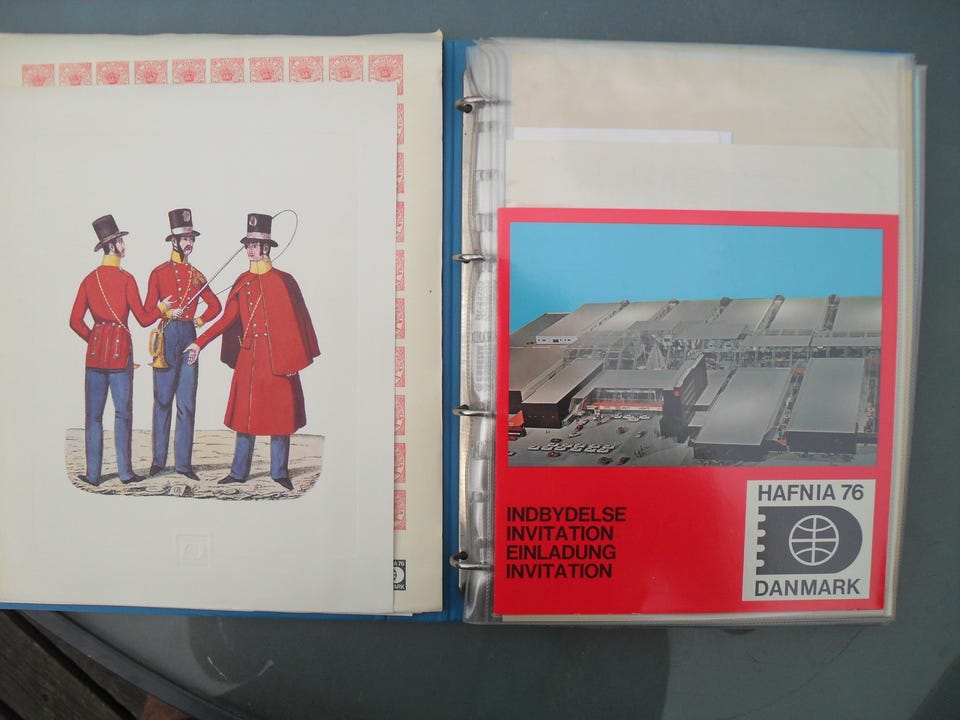 INDBYDELSE
INVITATION
EINLADUNG
INVITATION
HAFNIA 76
DANMARK